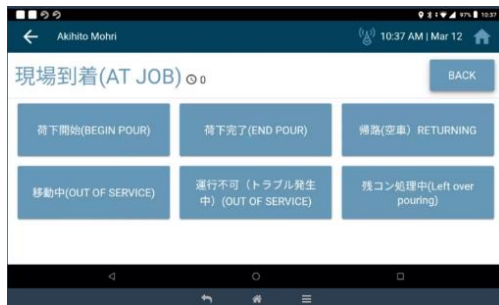 97% 10:37
Akihito Mohri
10:37 AM | Mar 12
現場到着(AT JOB) 0
BACK
荷下開始(BEGIN POUR)
荷下完了(END POUR)
帰路(空車) RETURNING
移動中(OUT OF SERVICE)
運行不可（トラブル発生
中）(OUT OF SERVICE)
残コン処理中(Left over
pouring)